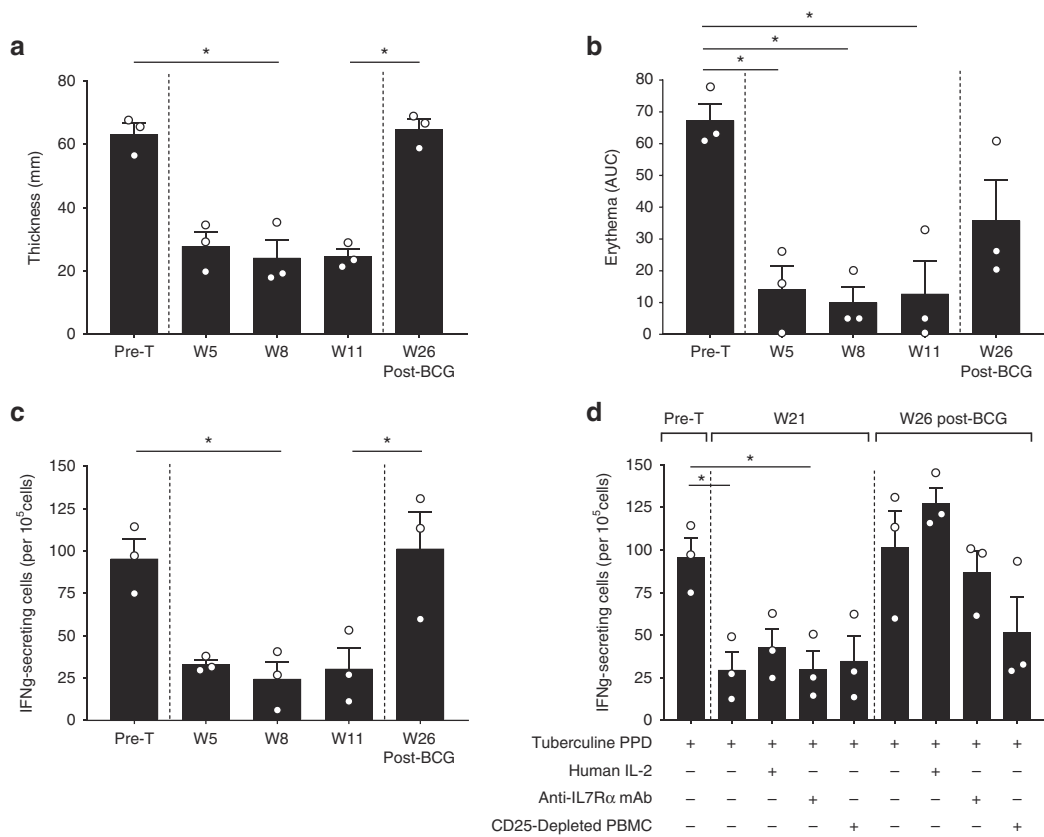 a
*
*
80
60
40
20
0
Thickness (mm)
Pre-T
W5
W8
W11
W26
Post-BCG
b
*
*
*
80
70
60
50
40
30
20
10
0
Erythema (AUC)
Pre-T
W5
W8
W11
W26
Post-BCG
c
*
*
150
125
100
75
50
25
0
IFNg-secreting cells (per 10⁵cells)
Pre-T
W5
W8
W11
W26
Post-BCG
d
Pre-T
W21
W26 post-BCG
*
*
150
125
100
75
50
25
0
IFNg-secreting cells (per 10⁵cells)
Tuberculine PPD + + + + + + + + +
Human IL-2 – – + – – – + – –
Anti-IL7Rα mAb – – – + – – – + –
CD25-Depleted PBMC – – – – + – – – +